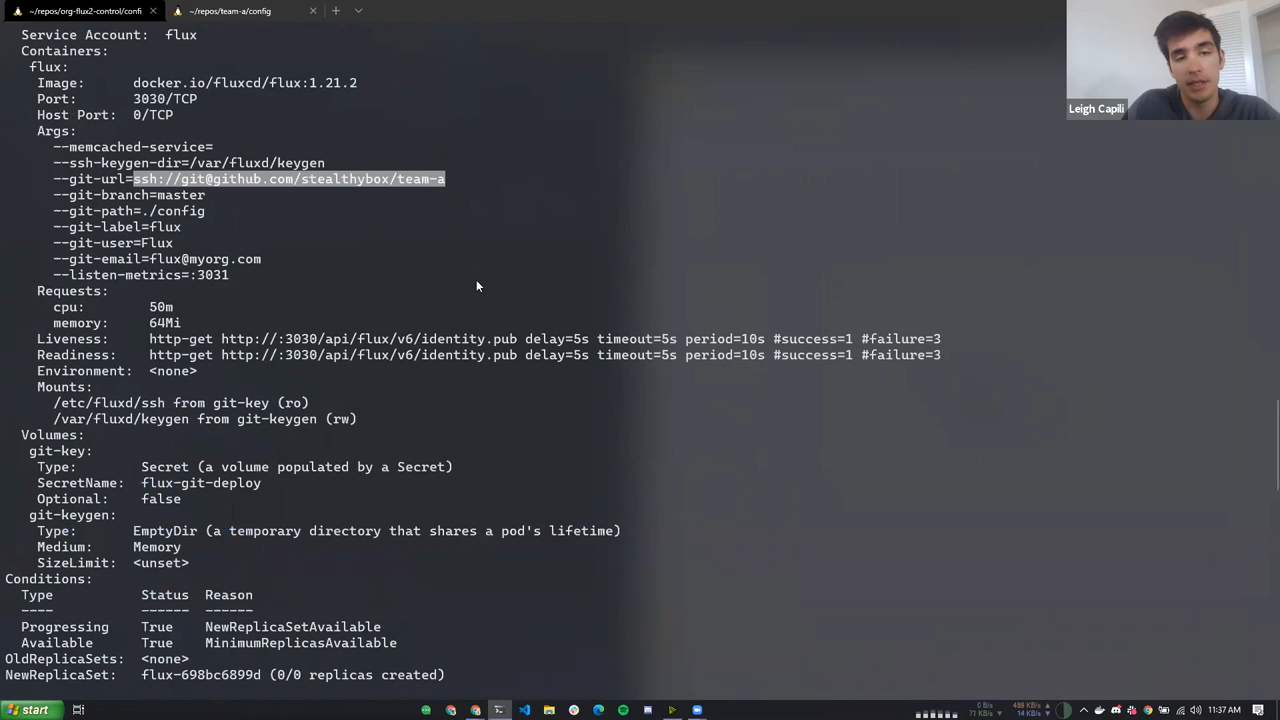 ~/repos/org-flux2-control/confi
~/repos/team-a/config
Service Account:  flux
Containers:
flux:
Image:      docker.io/fluxcd/flux:1.21.2
Port:       3030/TCP
Host Port:  0/TCP
Args:
--memcached-service=
--ssh-keygen-dir=/var/fluxd/keygen
--git-url=ssh://git@github.com/stealthybox/team-a
--git-branch=master
--git-path=./config
--git-label=flux
--git-user=Flux
--git-email=flux@myorg.com
--listen-metrics=:3031
Requests:
cpu:        50m
memory:     64Mi
Liveness:     http-get http://:3030/api/flux/v6/identity.pub delay=5s timeout=5s period=10s #success=1 #failure=3
Readiness:    http-get http://:3030/api/flux/v6/identity.pub delay=5s timeout=5s period=10s #success=1 #failure=3
Environment:  <none>
Mounts:
/etc/fluxd/ssh from git-key (ro)
/var/fluxd/keygen from git-keygen (rw)
Volumes:
git-key:
Type:        Secret (a volume populated by a Secret)
SecretName:  flux-git-deploy
Optional:    false
git-keygen:
Type:       EmptyDir (a temporary directory that shares a pod's lifetime)
Medium:     Memory
SizeLimit:  <unset>
Conditions:
Type           Status  Reason
----           ------  ------
Progressing    True    NewReplicaSetAvailable
Available      True    MinimumReplicasAvailable
OldReplicaSets:  <none>
NewReplicaSet:   flux-698bc6899d (0/0 replicas created)
Leigh Capili
start
0 B/s
71 KB/s
488 KB/s
14 KB/s
11:37 AM